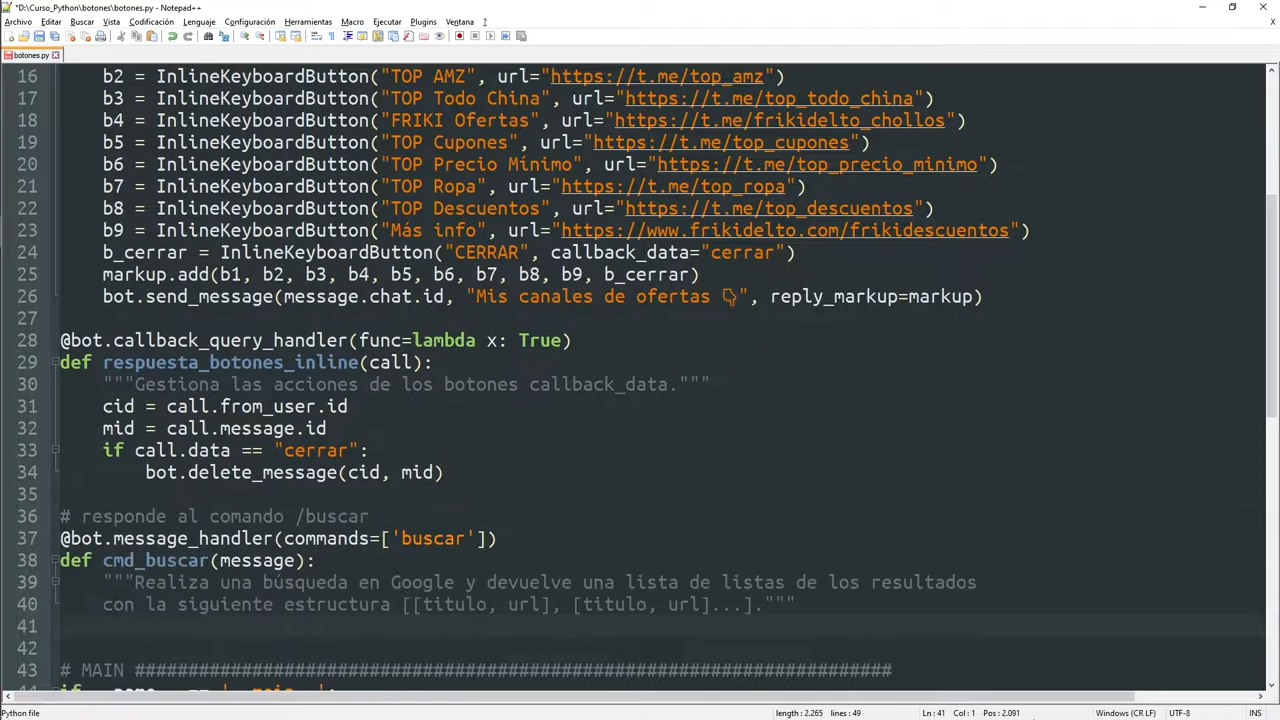 *D:\Curso_Python\botones\botones.py - Notepad++
Archivo Editar Buscar Vista Codificación Lenguaje Configuración Herramientas Macro Ejecutar Plugins Ventana ?
botones.py
16 b2 = InlineKeyboardButton("TOP AMZ", url="https://t.me/top_amz")
17 b3 = InlineKeyboardButton("TOP Todo China", url="https://t.me/top_todo_china")
18 b4 = InlineKeyboardButton("FRIKI Ofertas", url="https://t.me/frikidelto_chollos")
19 b5 = InlineKeyboardButton("TOP Cupones", url="https://t.me/top_cupones")
20 b6 = InlineKeyboardButton("TOP Precio Mínimo", url="https://t.me/top_precio_minimo")
21 b7 = InlineKeyboardButton("TOP Ropa", url="https://t.me/top_ropa")
22 b8 = InlineKeyboardButton("TOP Descuentos", url="https://t.me/top_descuentos")
23 b9 = InlineKeyboardButton("Más info", url="https://www.frikidelto.com/frikidescuentos")
24 b_cerrar = InlineKeyboardButton("CERRAR", callback_data="cerrar")
25 markup.add(b1, b2, b3, b4, b5, b6, b7, b8, b9, b_cerrar)
26 bot.send_message(message.chat.id, "Mis canales de ofertas 👇", reply_markup=markup)
27
28 @bot.callback_query_handler(func=lambda x: True)
29 def respuesta_botones_inline(call):
30 """Gestiona las acciones de los botones callback_data."""
31 cid = call.from_user.id
32 mid = call.message.id
33 if call.data == "cerrar":
34 bot.delete_message(cid, mid)
35
36 # responde al comando /buscar
37 @bot.message_handler(commands=['buscar'])
38 def cmd_buscar(message):
39 """Realiza una búsqueda en Google y devuelve una lista de listas de los resultados
40 con la siguiente estructura [[titulo, url], [titulo, url]...]."""
41
42
43 # MAIN #######################################################################
44 if __name__ == '__main__':
Python file length : 2.265 lines : 49 Ln : 41 Col : 1 Pos : 2.091 Windows (CR LF) UTF-8 INS